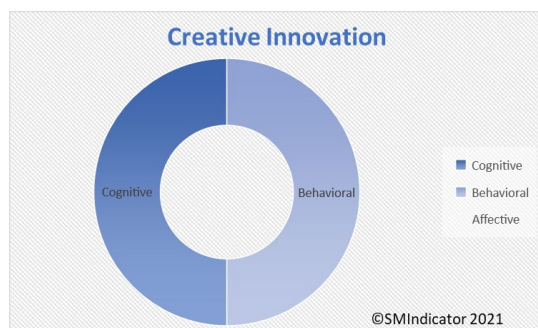 Creative Innovation
Cognitive
Behavioral
Cognitive
Behavioral
Affective
©SMIndicator 2021